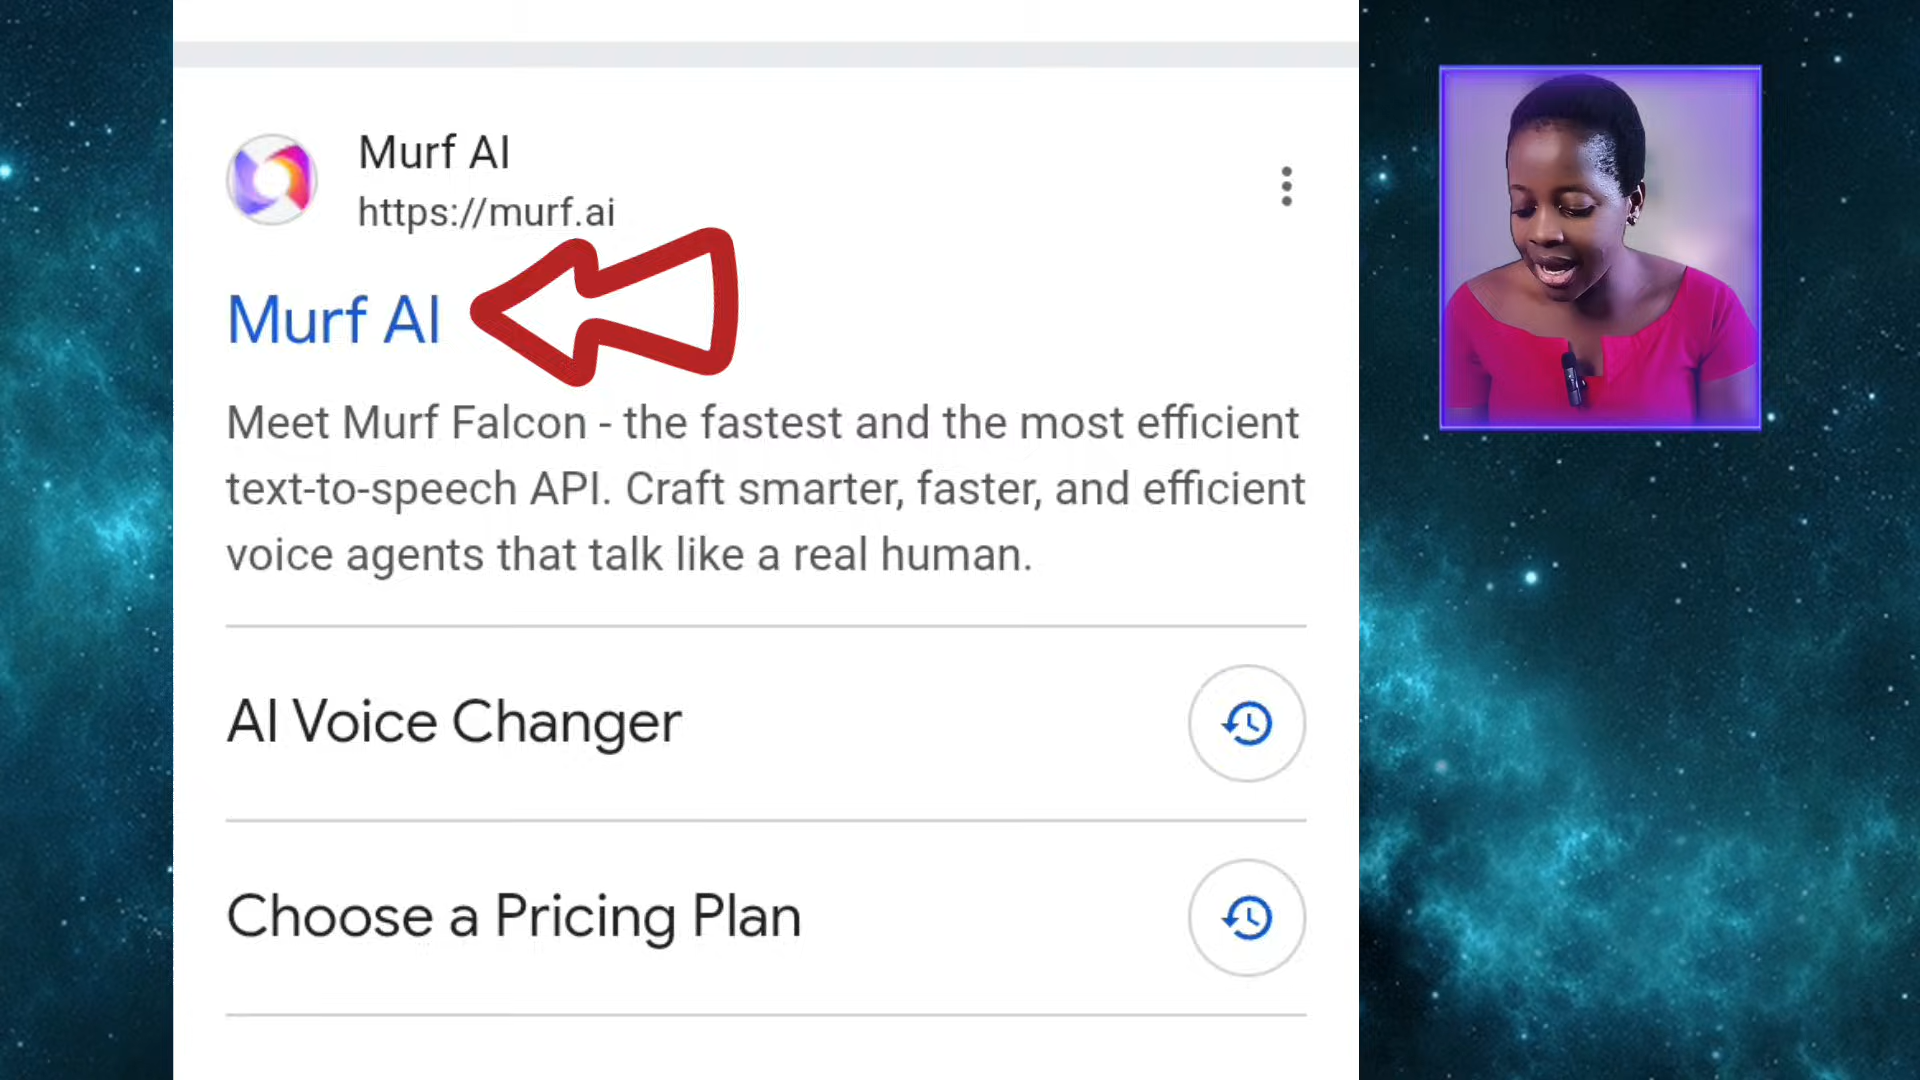 Murf AI
https://murf.ai
Murf AI
Meet Murf Falcon - the fastest and the most efficient
text-to-speech API. Craft smarter, faster, and efficient
voice agents that talk like a real human.
AI Voice Changer
Choose a Pricing Plan